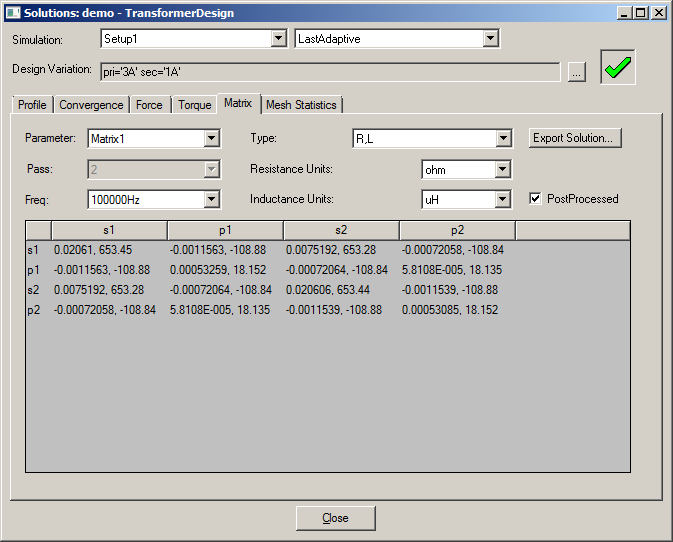 Solutions: demo - TransformerDesign
Simulation: Setup1 LastAdaptive
Design Variation: pri='3A' sec='1A' ...
Profile Convergence Force Torque Matrix Mesh Statistics
Parameter: Matrix1 Type: R,L Export Solution...
Pass: 2 Resistance Units: ohm
Freq: 100000Hz Inductance Units: uH PostProcessed
s1 p1 s2 p2
s1 0.02061, 653.45 -0.0011563, -108.88 0.0075192, 653.28 -0.00072058, -108.84
p1 -0.0011563, -108.88 0.00053259, 18.152 -0.00072064, -108.84 5.8108E-005, 18.135
s2 0.0075192, 653.28 -0.00072064, -108.84 0.020606, 653.44 -0.0011539, -108.88
p2 -0.00072058, -108.84 5.8108E-005, 18.135 -0.0011539, -108.88 0.00053085, 18.152
Close